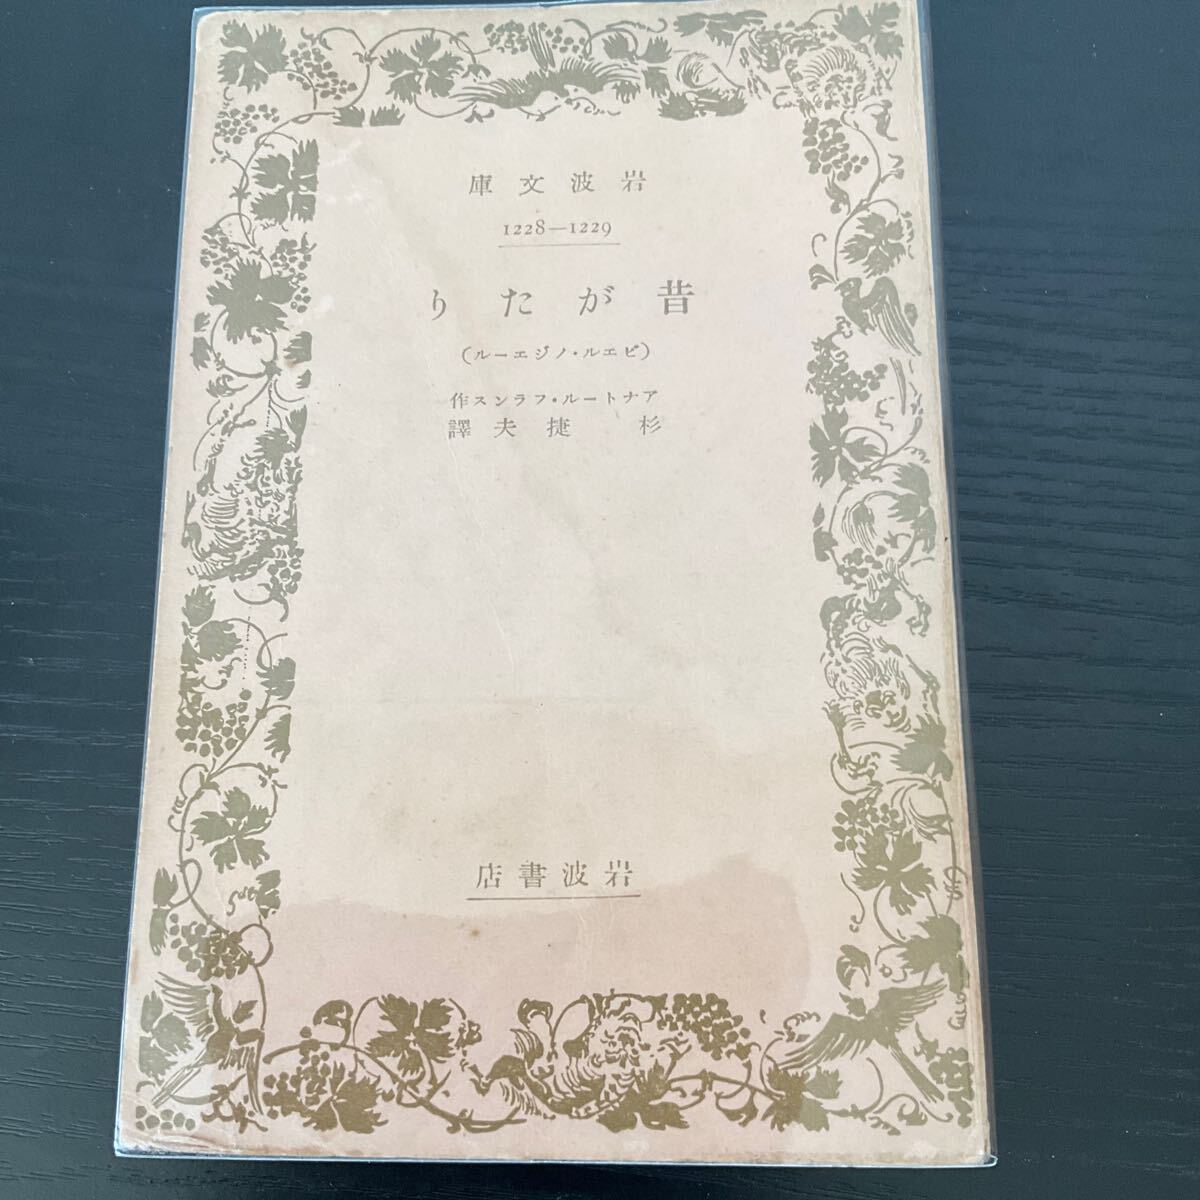 岩波文庫
1228—1229
昔がたり
(ピエル・ノジエール)
アナトール・フランス作
杉 捷夫譯
岩波書店